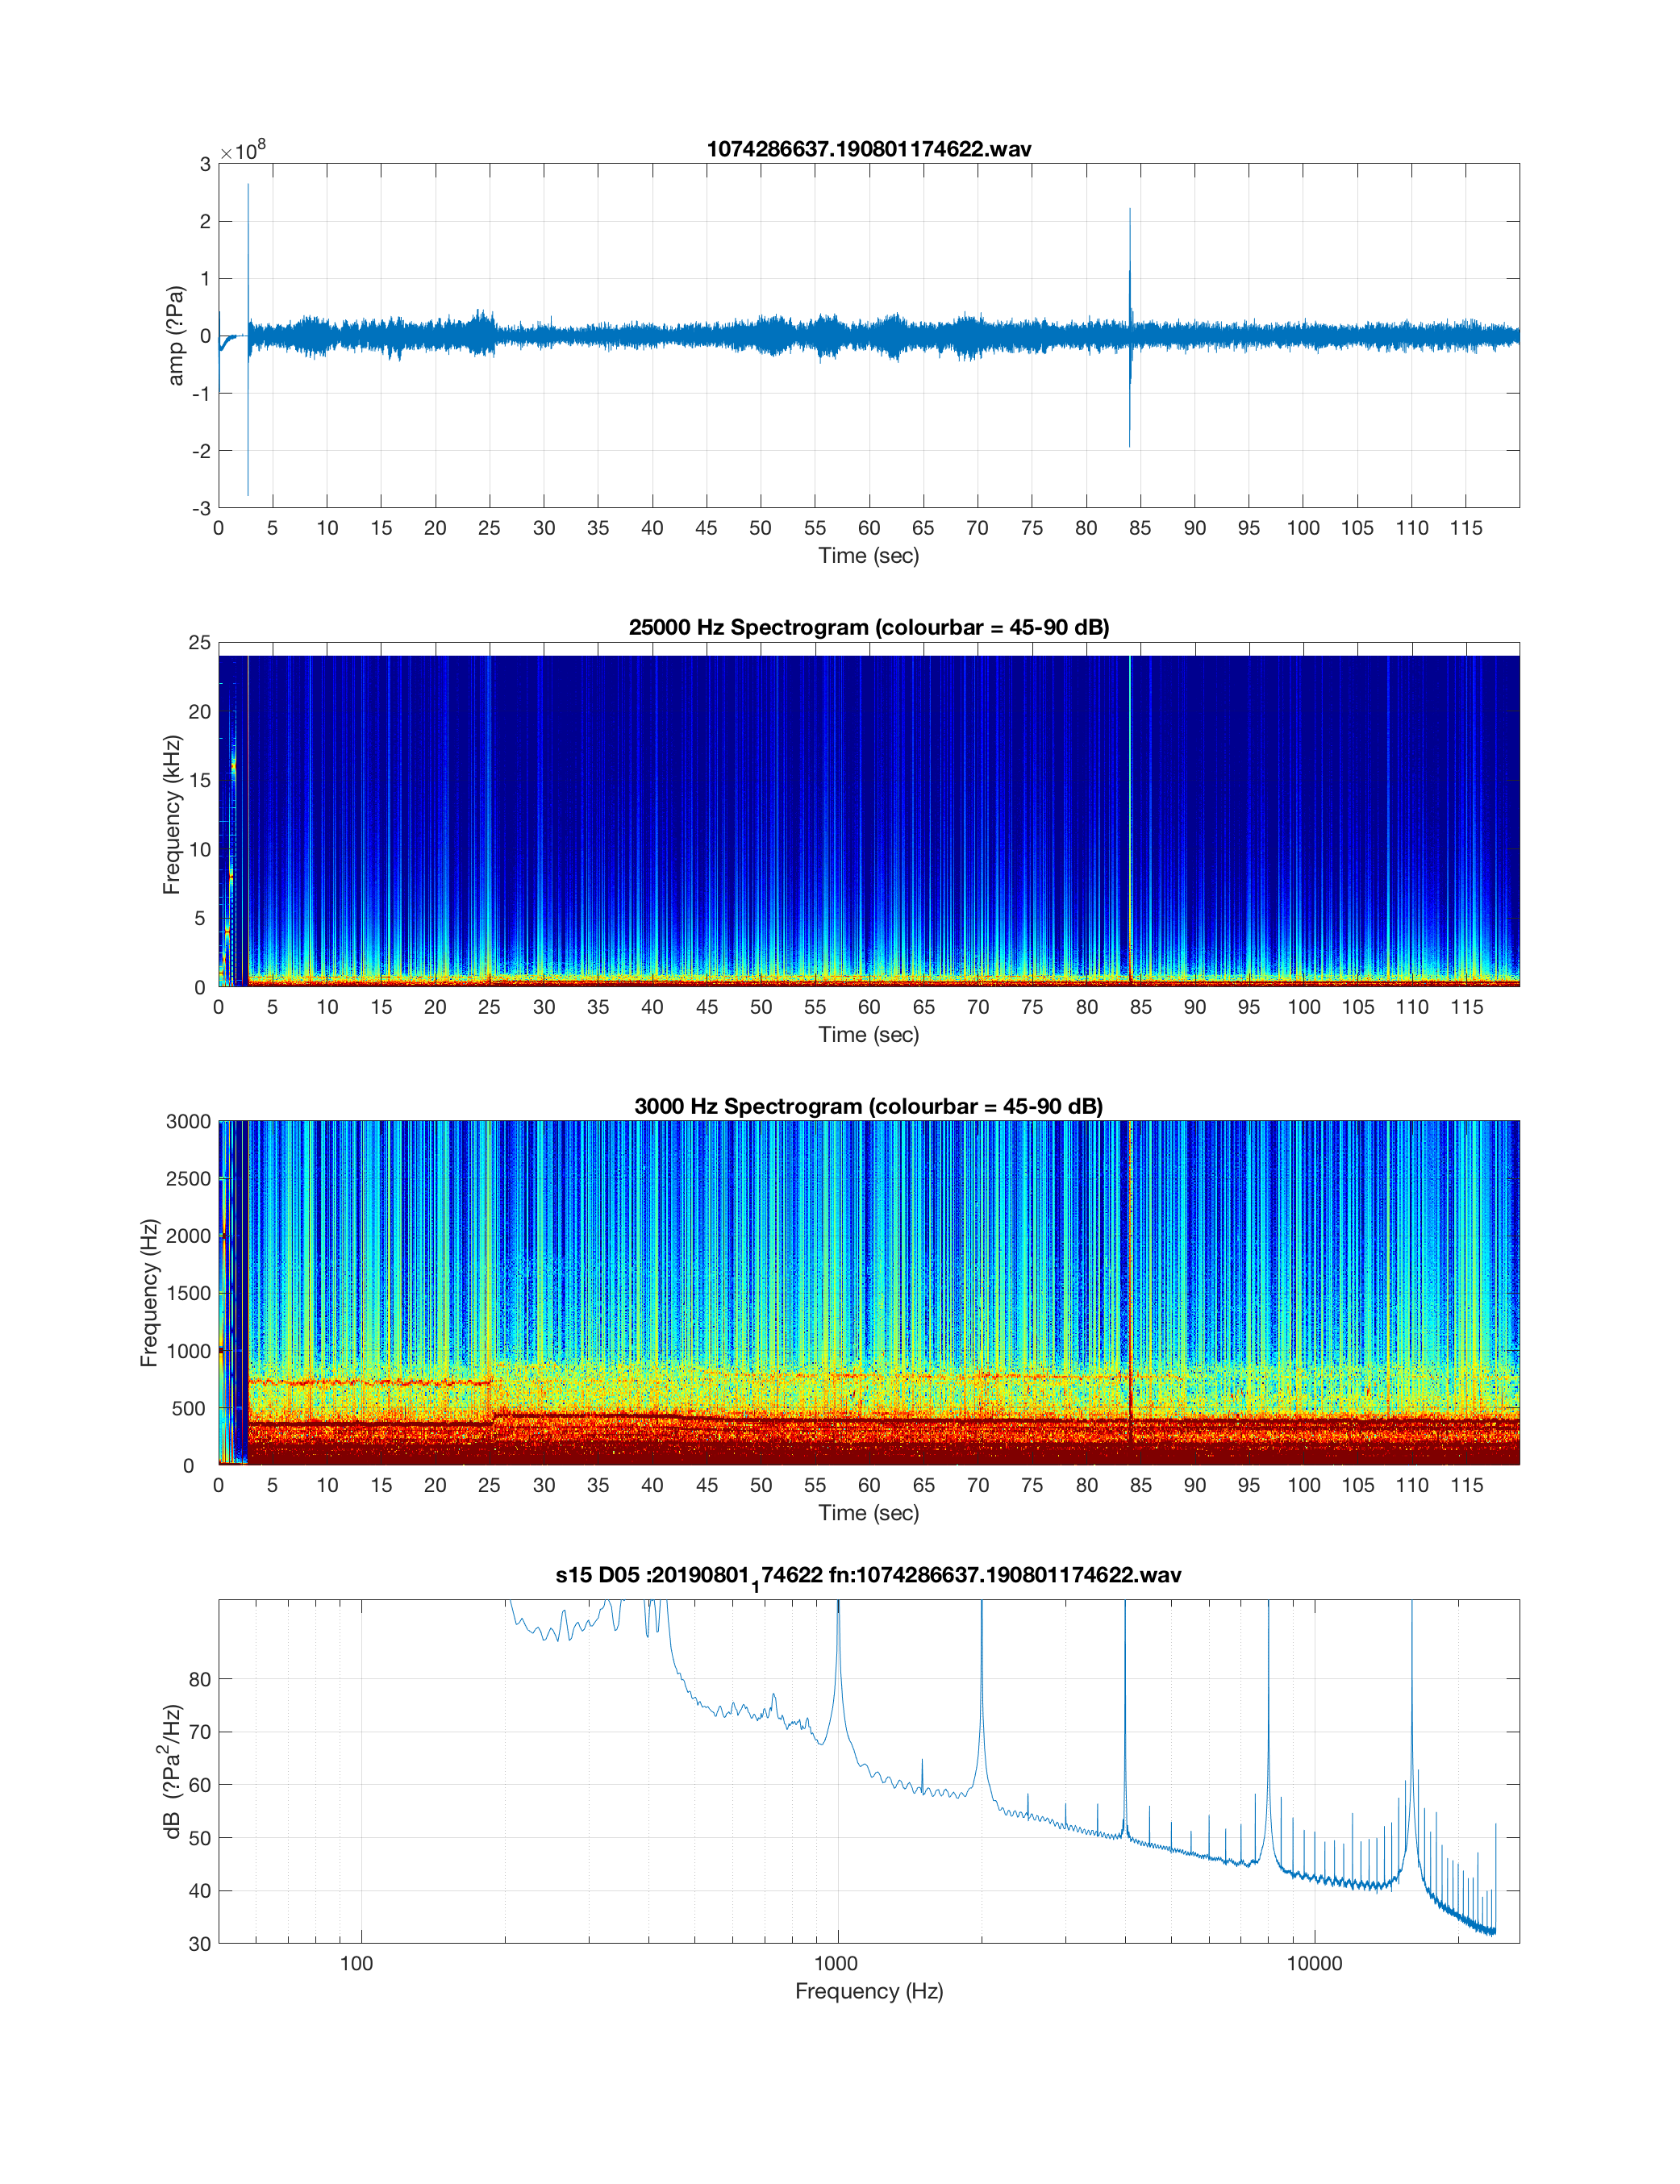 1074286637.190801174622.wav
×10⁸
3
2
1
0
-1
-2
-3
amp (?Pa)
0 5 10 15 20 25 30 35 40 45 50 55 60 65 70 75 80 85 90 95 100 105 110 115
Time (sec)
25000 Hz Spectrogram (colourbar = 45-90 dB)
25
20
15
10
5
0
Frequency (kHz)
0 5 10 15 20 25 30 35 40 45 50 55 60 65 70 75 80 85 90 95 100 105 110 115
Time (sec)
3000 Hz Spectrogram (colourbar = 45-90 dB)
3000
2500
2000
1500
1000
500
0
Frequency (Hz)
0 5 10 15 20 25 30 35 40 45 50 55 60 65 70 75 80 85 90 95 100 105 110 115
Time (sec)
s15 D05 :20190801₁74622 fn:1074286637.190801174622.wav
80
70
60
50
40
30
dB (?Pa²/Hz)
100 1000 10000
Frequency (Hz)